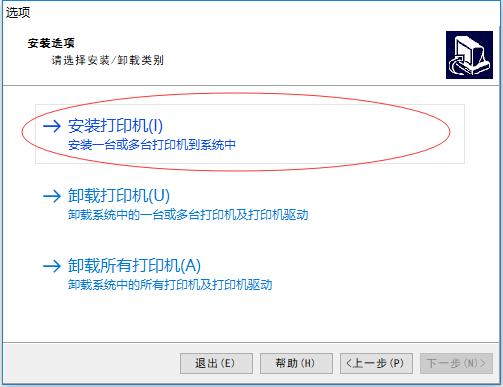 选项
安装选项
请选择安装/卸载类别
安装打印机(I)
安装一台或多台打印机到系统中
卸载打印机(U)
卸载系统中的一台或多台打印机及打印驱动
卸载所有打印机(A)
卸载系统中的所有打印机及打印机驱动
退出(E) 帮助(H) <上一步(P) 下一步(N)>